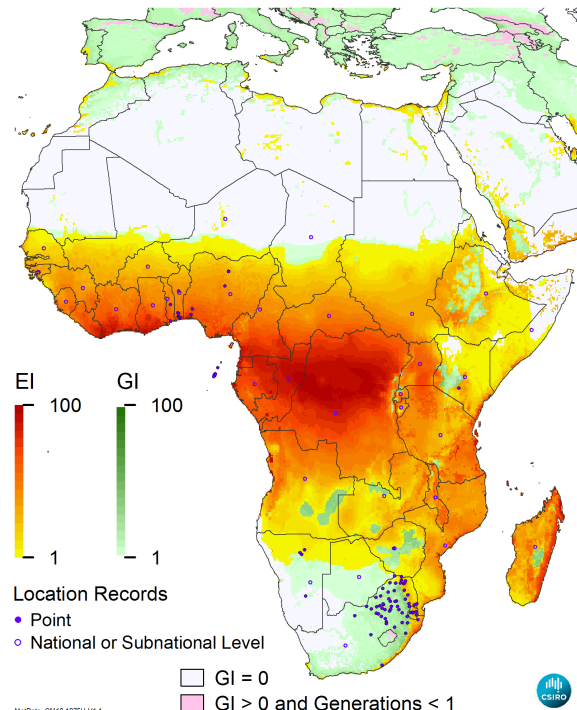 EI GI
100 100
1 1
Location Records
Point
National or Subnational Level
GI = 0
GI > 0 and Generations < 1
CSIRO